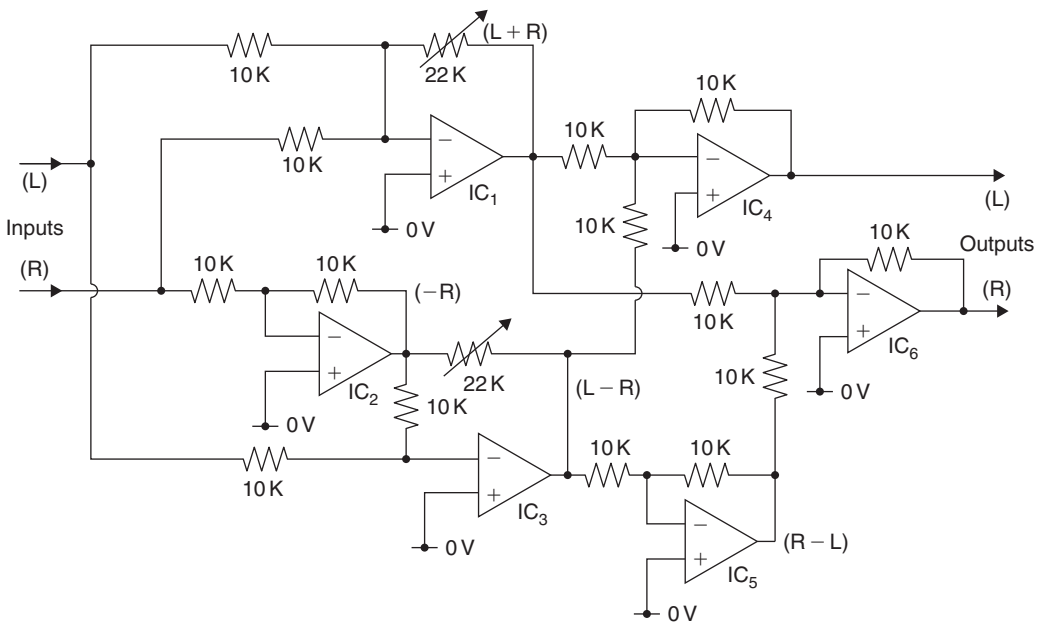 (L + R)
10 K
22 K
10 K
10 K
10 K
(L)
IC1
IC4
(L)
0 V
10 K
0 V
Inputs
10 K
Outputs
(R)
10 K
10 K
(−R)
(R)
10 K
IC6
22 K
10 K
(L − R)
IC2
10 K
0 V
0 V
10 K
10 K
10 K
IC3
0 V
(R − L)
IC5
0 V